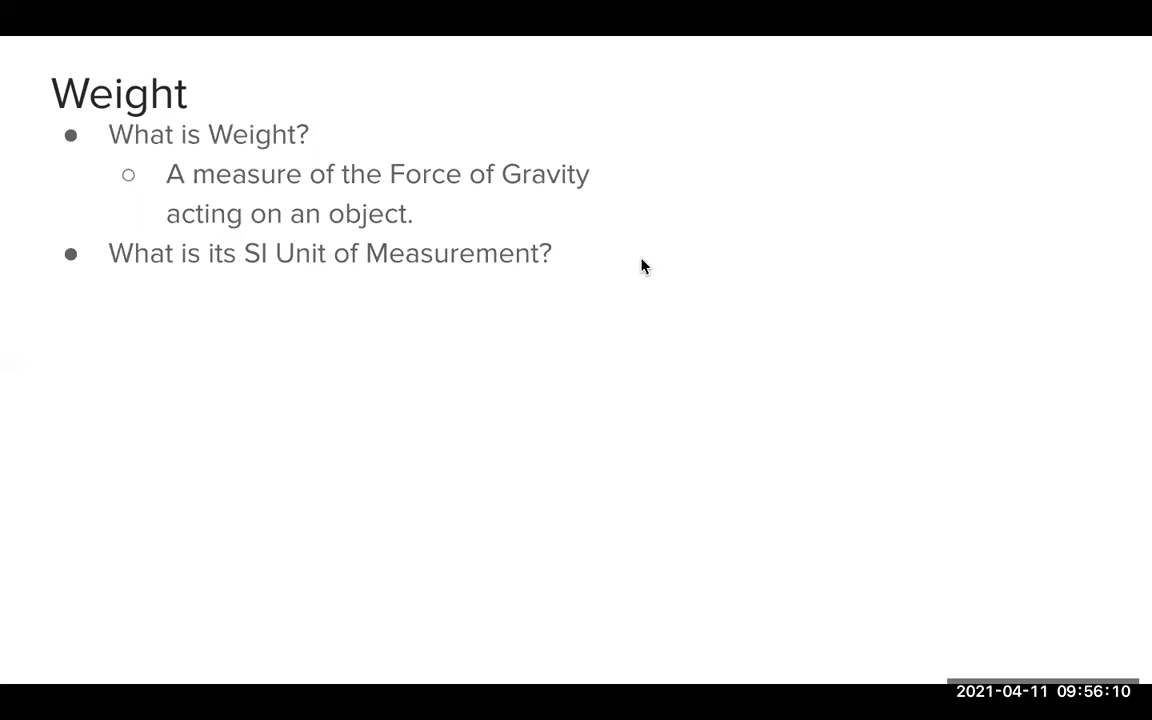 Weight
● What is Weight?
○ A measure of the Force of Gravity
acting on an object.
● What is its SI Unit of Measurement?
2021-04-11 09:56:10